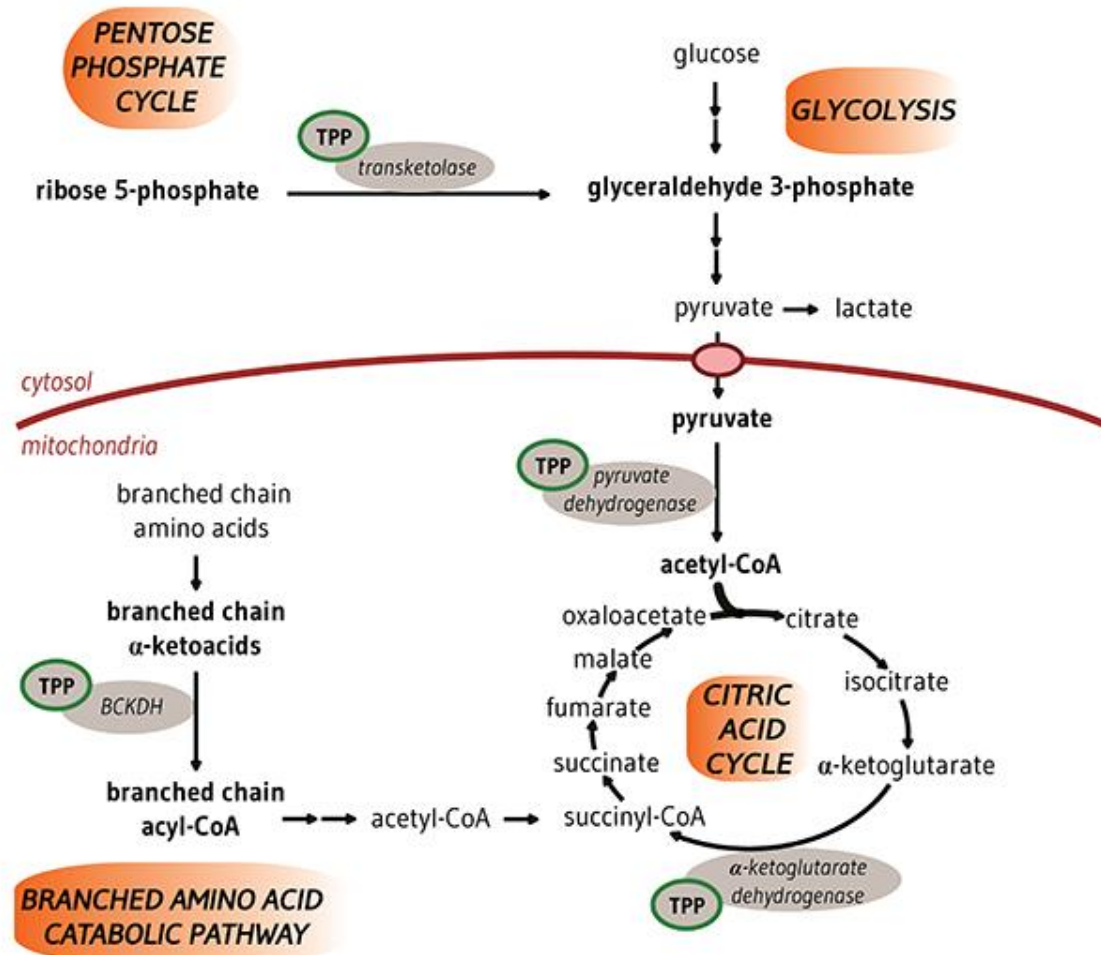 PENTOSE
PHOSPHATE
CYCLE
glucose
GLYCOLYSIS
TPP
transketolase
ribose 5-phosphate
glyceraldehyde 3-phosphate
pyruvate
lactate
cytosol
mitochondria
pyruvate
TPP
pyruvate
dehydrogenase
branched chain
amino acids
acetyl-CoA
branched chain
α-ketoacids
oxaloacetate
citrate
malate
isocitrate
TPP
BCKDH
fumarate
CITRIC
ACID
CYCLE
succinate
α-ketoglutarate
branched chain
acyl-CoA
acetyl-CoA
succinyl-CoA
α-ketoglutarate
dehydrogenase
TPP
BRANCHED AMINO ACID
CATABOLIC PATHWAY